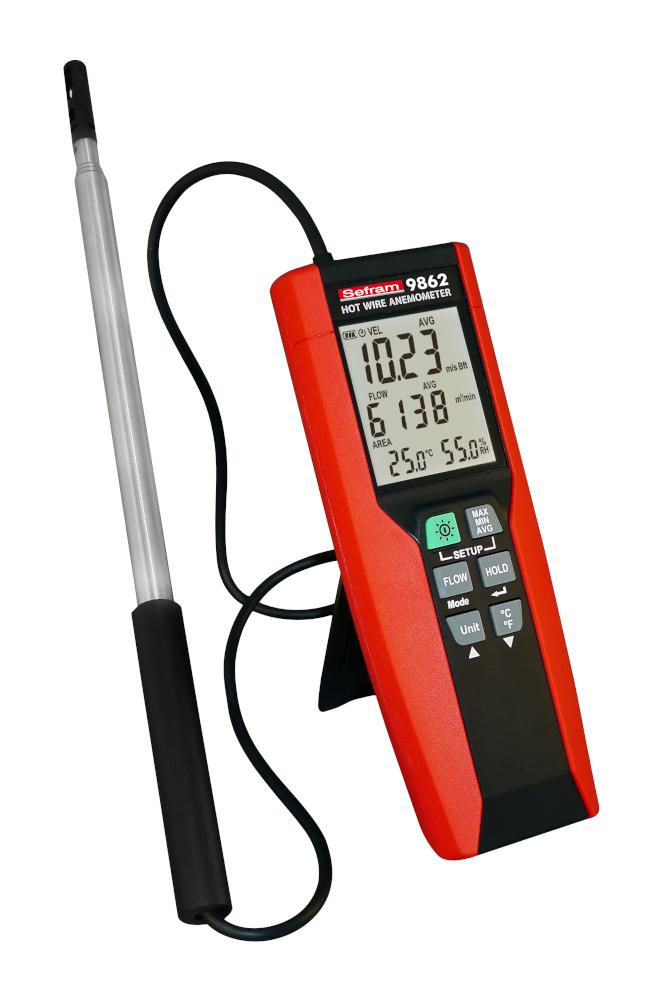 Sefram 9862
HOT WIRE ANEMOMETER
VEL AVG
10.23 m/s Bft
FLOW AVG
6138 m³/min
AREA
25.0°C 55.0%RH
MAX
MIN
AVG
SETUP
FLOW HOLD
Mode
Unit °C
°F